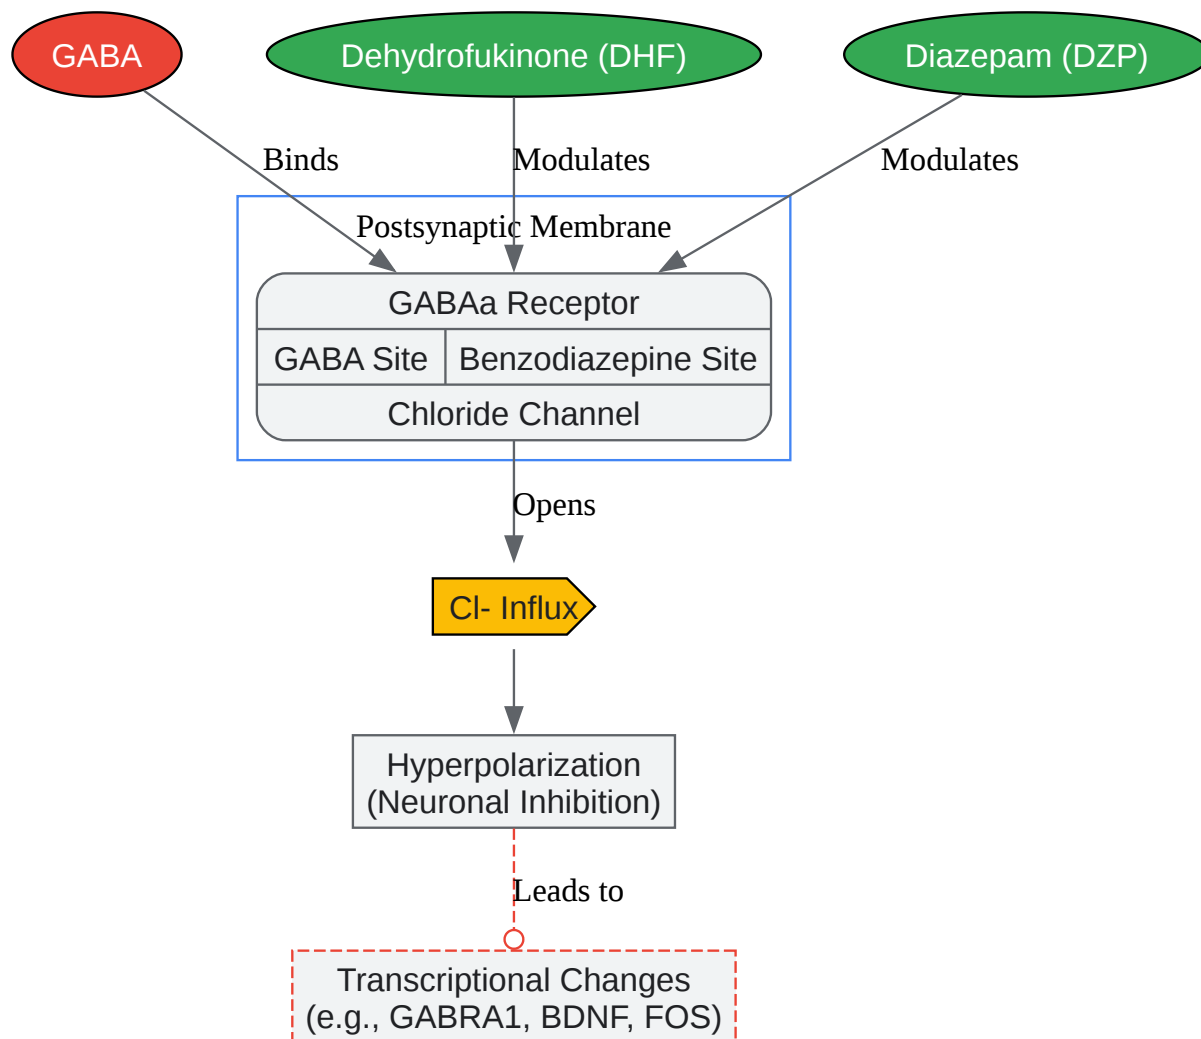 GABA
Dehydrofukinone (DHF)
Diazepam (DZP)
Binds
Modulates
Modulates
Postsynaptic Membrane
GABAa Receptor
GABA Site
Benzodiazepine Site
Chloride Channel
Opens
Cl- Influx
Hyperpolarization
(Neuronal Inhibition)
Leads to
Transcriptional Changes
(e.g., GABRA1, BDNF, FOS)